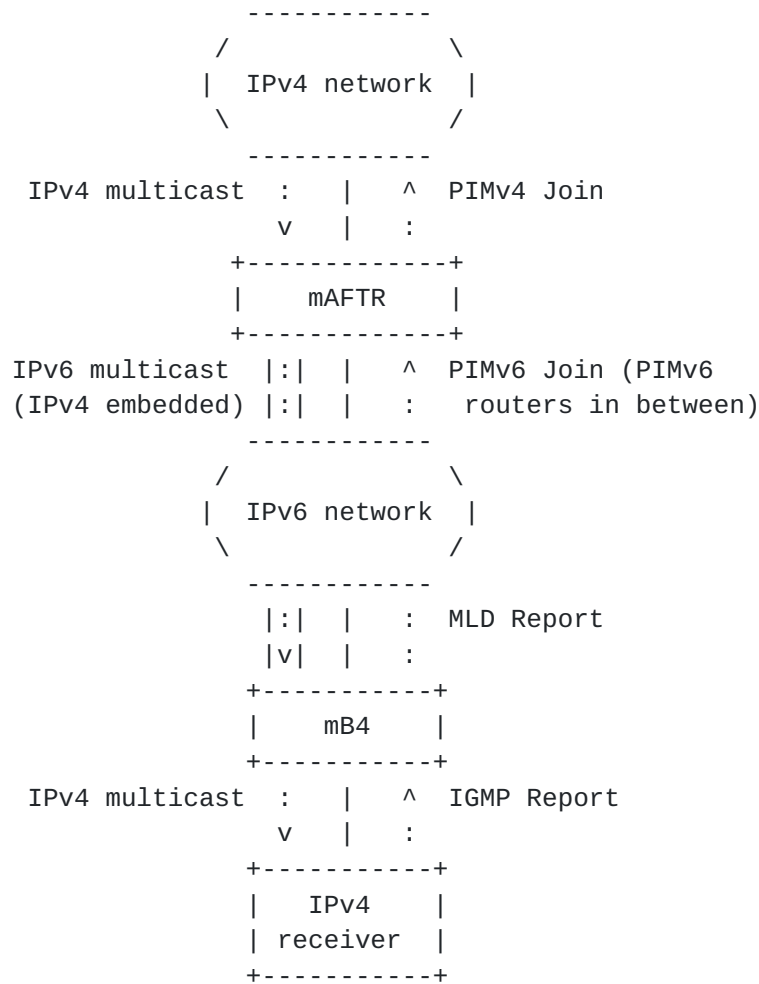 IPv4 network
IPv4 multicast : | ^ PIMv4 Join
v | :
mAFTR
IPv6 multicast |:| | ^ PIMv6 Join (PIMv6
(IPv4 embedded) |:| | : routers in between)
IPv6 network
|:| | : MLD Report
|v| | :
mB4
IPv4 multicast : | ^ IGMP Report
v | :
IPv4
receiver